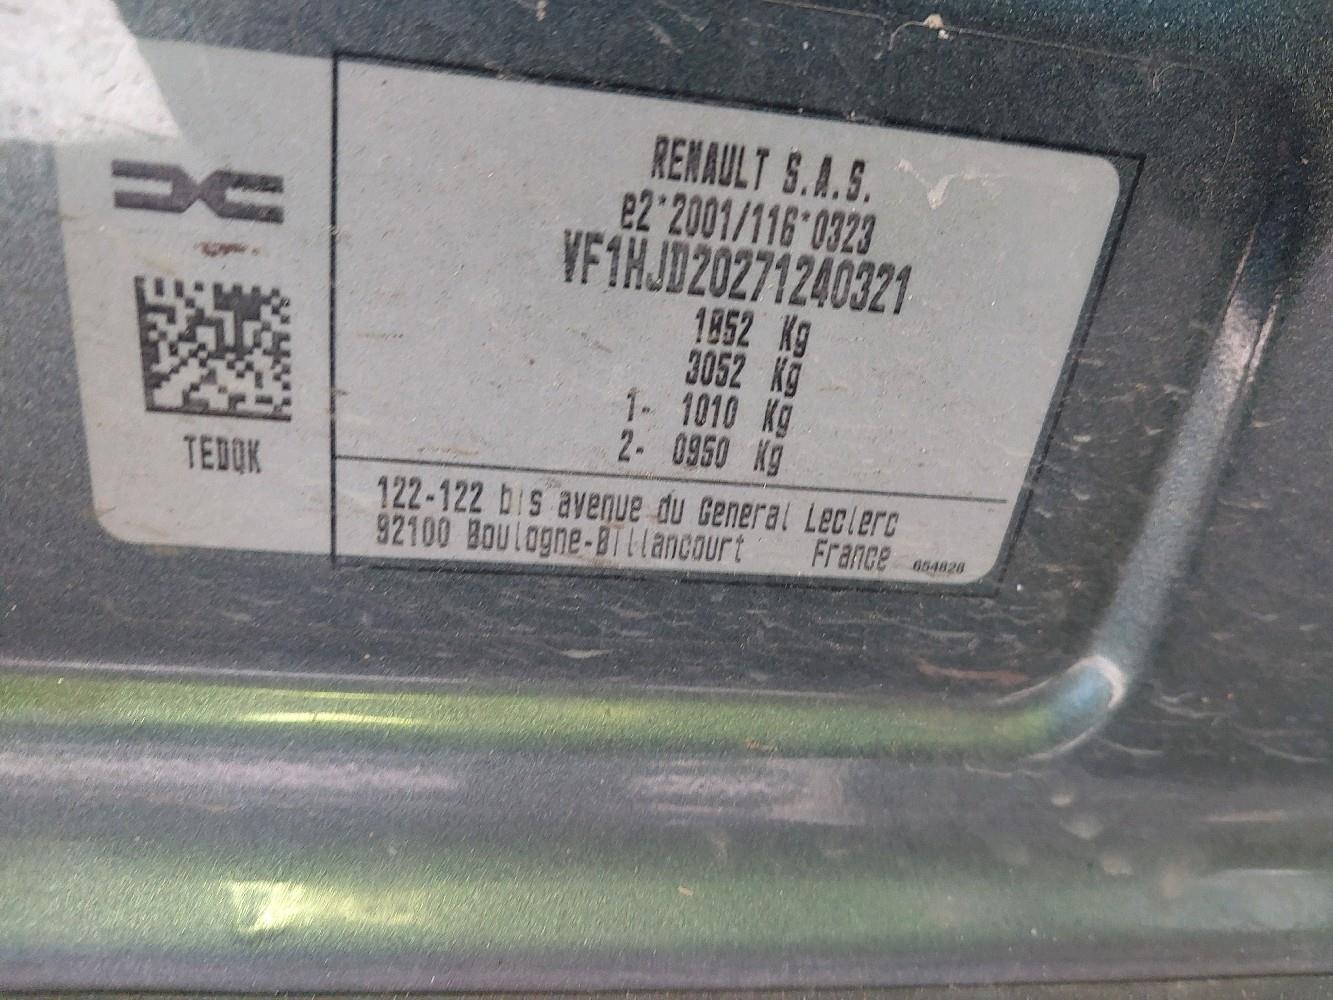 RENAULT S.A.S.
e2*2001/116*0323
VF1HJD20271240321
1852 Kg
3052 Kg
1- 1010 Kg
2- 0950 Kg
TEDQK
122-122 bis avenue du General Leclerc
92100 Boulogne-Billancourt France
654828